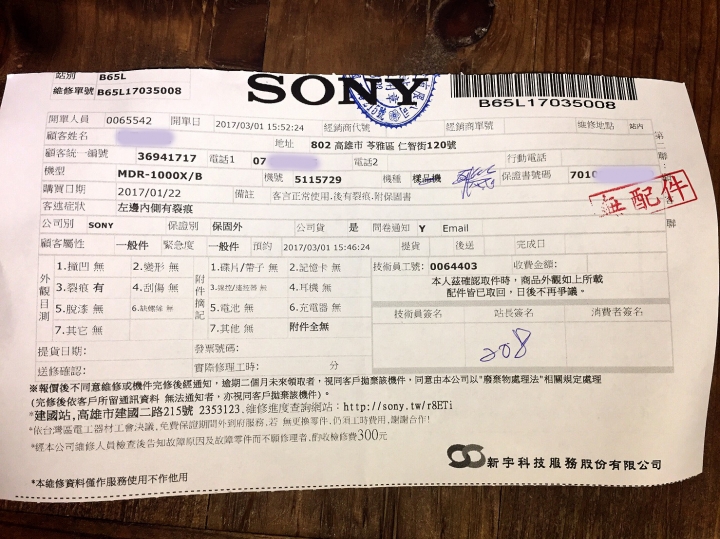 站別 B65L
維修單號 B65L17035008
SONY
B65L17035008
開單人員 0065542 開單日 2017/03/01 15:52:24 經銷商代號 經銷商單號 維修地點 站內
顧客姓名 地址 802 高雄市 苓雅區 仁智街120號
顧客統一編號 36941717 電話1 07 電話2 行動電話
機型 MDR-1000X/B 機號 5115729 機種 樣品機 保證書號碼 7010
購買日期 2017/01/22 備註 客言正常使用.後有裂痕.附保固書
無配件
客述症狀 左邊內側有裂痕
公司別 SONY 保證別 保固外 公司貨 是 問卷通知 Y Email
顧客屬性 一般件 緊急度 一般件 預約 2017/03/01 15:46:24 提貨 後送 完成日
外觀目測 1.撞凹 無 2.變形 無 附件摘記 1.碟片/帶子 無 2.記憶卡 無 技術員工號: 0064403 收費金額:
3.裂痕 有 4.刮傷 無 3.線控/遙控器 無 4.耳機 無 本人茲確認取件時，商品外觀如上所載
配件皆已取回，日後不再爭議。
5.脫漆 無 6.缺螺絲 無 5.電池 無 6.充電器 無 技術員簽名 站長簽名 消費者簽名
7.其它 無 7.其他 無 附件全無
208
提貨日期: 發票號碼:
送修確認: 實際修理工時: 分
※報價後不同意維修或機件完修後經通知，逾期二個月未來領取者，視同客戶拋棄該機件，同意由本公司以"廢棄物處理法"相關規定處理
(完修後依客戶所留通訊資料 無法通知者，亦視同客戶拋棄該機件。)
*建國站,高雄市建國二路215號 2353123.維修進度查詢網站: http://sony.tw/r8ETi
*依台灣區電工器材工會決議,免費保證期間外到府服務,若 無更換零件.仍須工時費用,謝謝合作!
*經本公司維修人員檢查後告知故障原因及故障零件而不願修理者,酌收檢修費300元
新宇科技服務股份有限公司
*本維修資料僅作服務使用不作他用